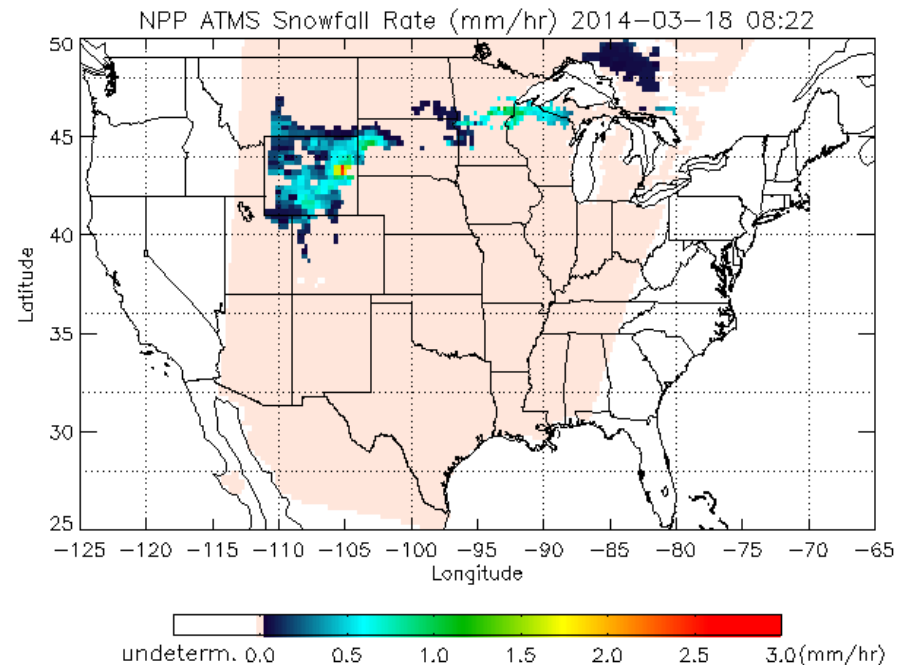 NPP ATMS Snowfall Rate (mm/hr) 2014-03-18 08:22
50
45
40
35
30
25
Latitude
-125 -120 -115 -110 -105 -100 -95 -90 -85 -80 -75 -70 -65
Longitude
undeterm. 0.0 0.5 1.0 1.5 2.0 2.5 3.0(mm/hr)